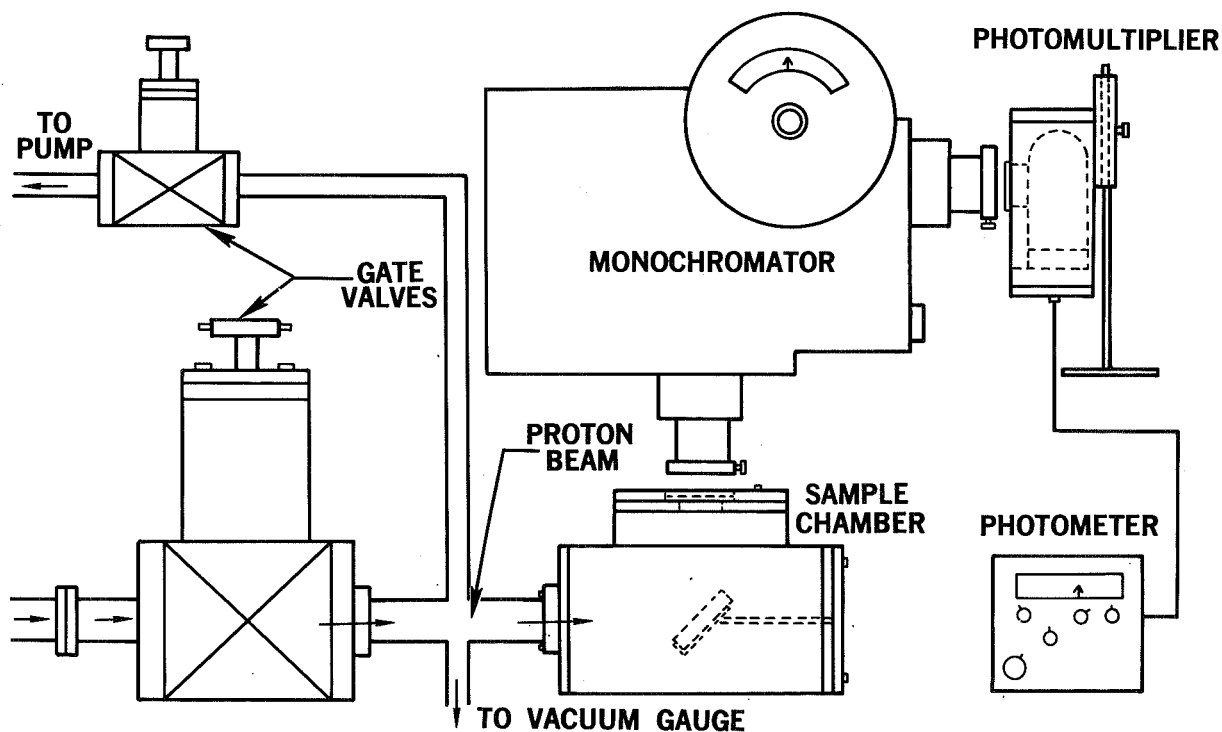 PHOTOMULTIPLIER
TO
PUMP
MONOCHROMATOR
GATE
VALVES
PROTON
BEAM
SAMPLE
CHAMBER
PHOTOMETER
TO VACUUM GAUGE